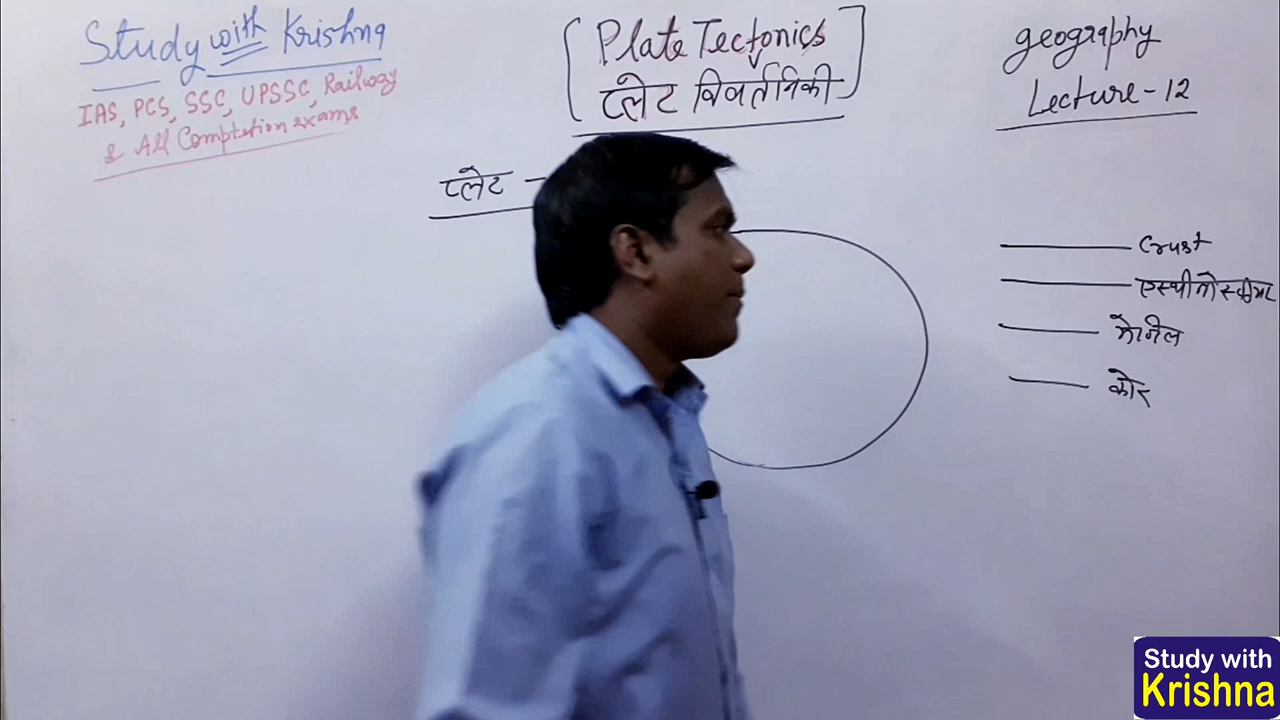 Study with Krishna
IAS, PCS, SSC, UPSSC, Railway
& All Comptetion exams
[Plate Tectonics
प्लेट विवर्तनिकी]
geography
Lecture-12
प्लेट -
Crust
एस्थीनोस्फीयर
मेण्टल
कोर
Study with
Krishna